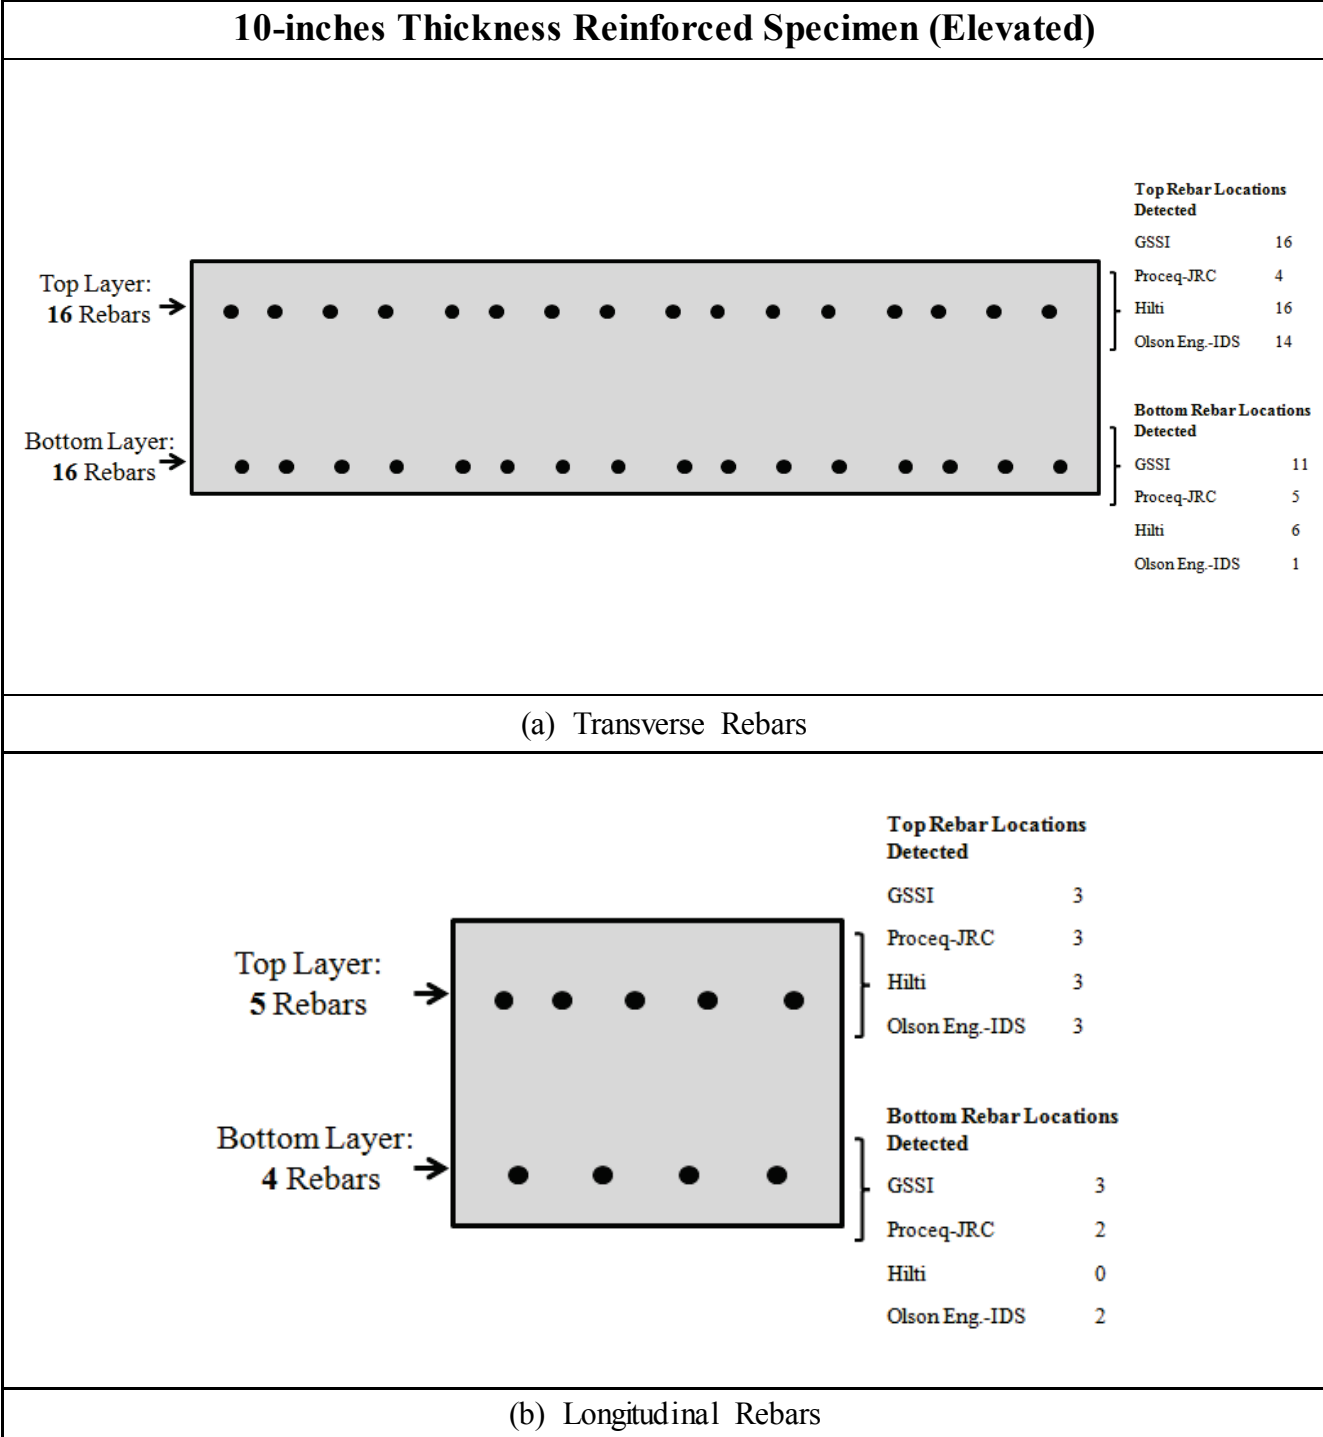 10-inches Thickness Reinforced Specimen (Elevated)
Top Layer:
16 Rebars
Bottom Layer:
16 Rebars
Top Rebar Locations
Detected
GSSI 16
Proceq-JRC 4
Hilti 16
Olson Eng.-IDS 14
Bottom Rebar Locations
Detected
GSSI 11
Proceq-JRC 5
Hilti 6
Olson Eng.-IDS 1
(a) Transverse Rebars
Top Layer:
5 Rebars
Bottom Layer:
4 Rebars
Top Rebar Locations
Detected
GSSI 3
Proceq-JRC 3
Hilti 3
Olson Eng.-IDS 3
Bottom Rebar Locations
Detected
GSSI 3
Proceq-JRC 2
Hilti 0
Olson Eng.-IDS 2
(b) Longitudinal Rebars